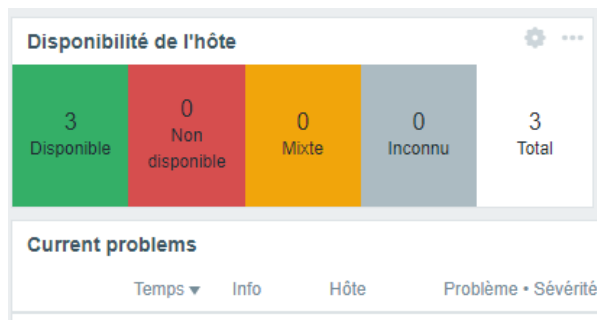 Disponibilité de l'hôte
3
Disponible
0
Non
disponible
0
Mixte
0
Inconnu
3
Total
Current problems
Temps ▼ Info Hôte Problème • Sévérité